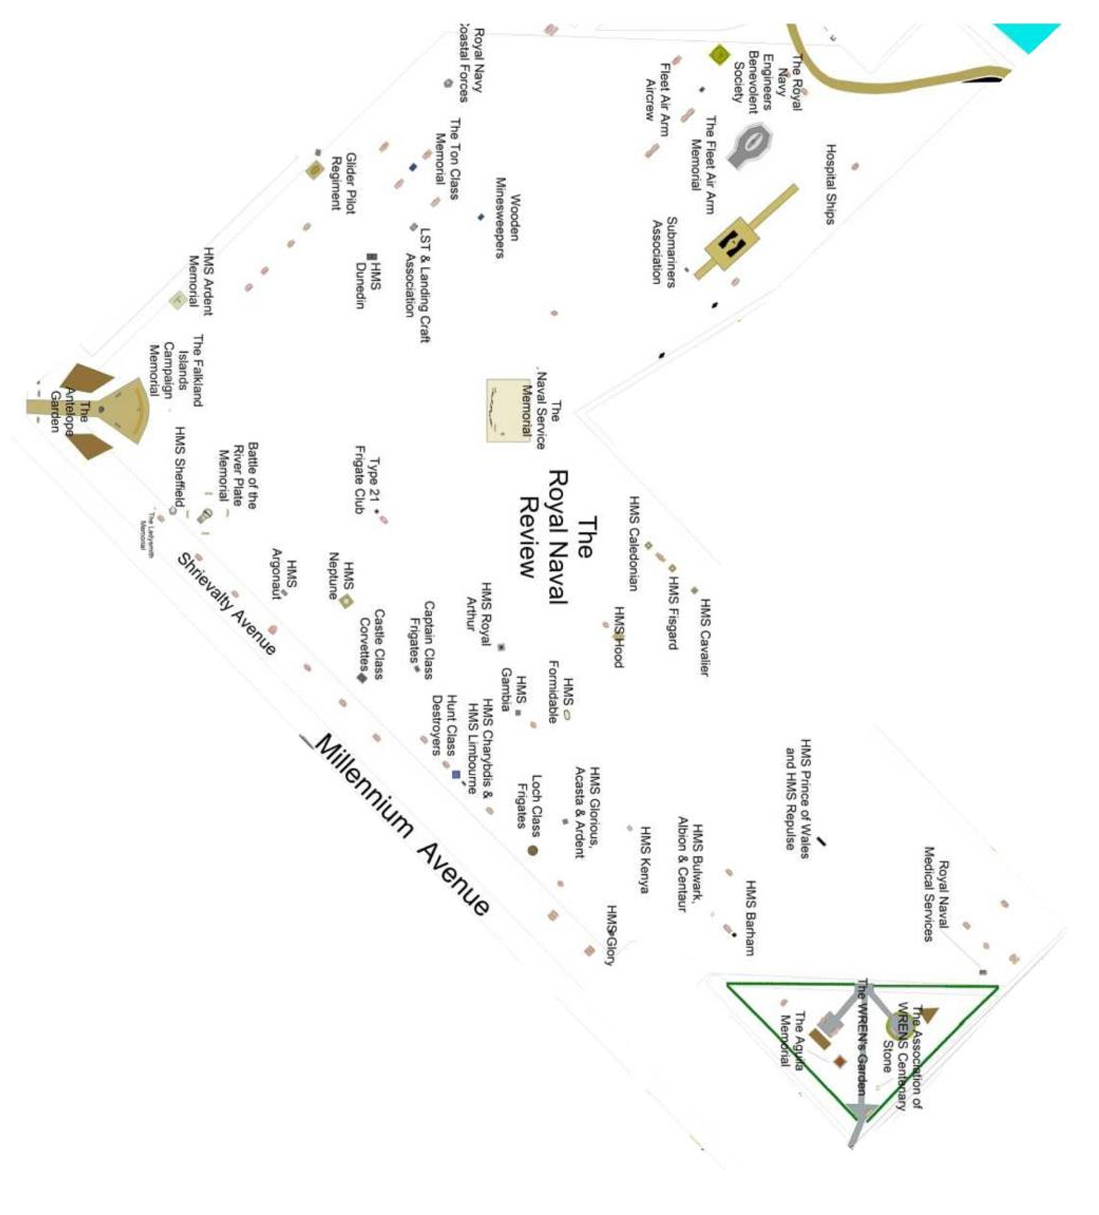 Royal Navy
Coastal Forces
The Ton Class
Memorial
Wooden
Minesweepers
Glider Pilot
Regiment
LST & Landing Craft
Association
HMS
Dunedin
HMS Ardent
Memorial
The Falkland
Islands
Campaign
Memorial
The
Antelope
Garden
HMS Sheffield
Battle of the
River Plate
Memorial
The Ladysmith
Memorial
Shrievalty Avenue
Type 21
Frigate Club
HMS
Argonaut
HMS
Neptune
Castle Class
Corvettes
Captain Class
Frigates
HMS Royal
Arthur
HMS
Gambia
HMS
Formidable
Hunt Class
Destroyers
HMS Charybdis &
HMS Limbourne
Loch Class
Frigates
HMS Glorious,
Acasta & Ardent
HMS Kenya
HMS Glory
Millennium Avenue
The
Royal Naval
Review
The
Naval Service
Memorial
HMS Caledonian
HMS Fisgard
HMS Cavalier
HMS Hood
Fleet Air Arm
Aircrew
The Fleet Air Arm
Memorial
The Royal
Navy
Engineers
Benevolent
Society
Hospital Ships
Submariners
Association
HMS Prince of Wales
and HMS Repulse
HMS Bulwark,
Albion & Centaur
HMS Barham
Royal Naval
Medical Services
The Association of
WRENS Centenary
Stone
The WREN's Garden
The Aguila
Memorial